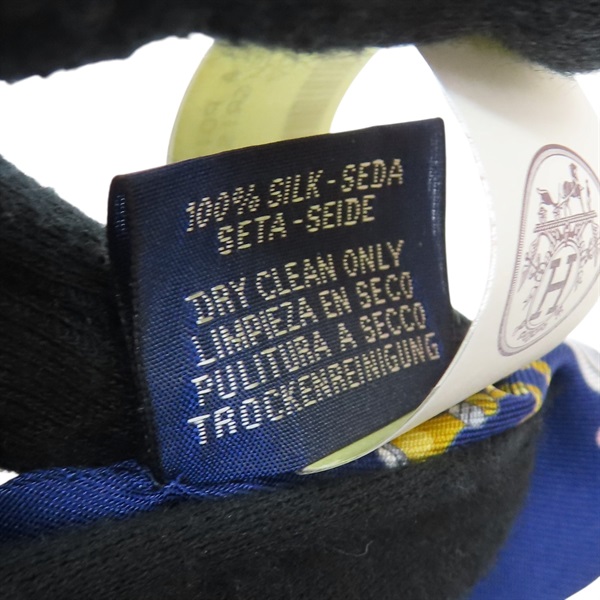 100% SILK-SEDA
SETA-SEIDE
DRY CLEAN ONLY
LIMPIEZA EN SECO
PULITURA A SECCO
TROCKENREINIGUNG
H